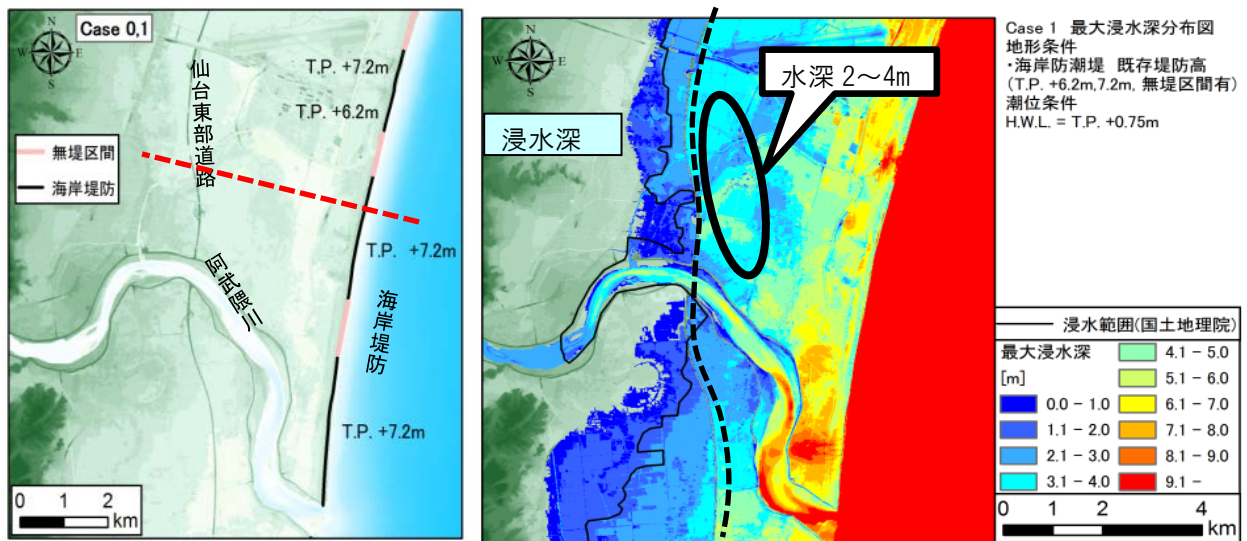 Case 0,1
N
W
E
S
仙台東部道路
T.P. +7.2m
T.P. +6.2m
無堤区間
海岸堤防
T.P. +7.2m
阿武隈川
海岸堤防
T.P. +7.2m
0 1 2
km
N
W
E
S
浸水深
水深 2～4m
Case 1 最大浸水深分布図
地形条件
・海岸防潮堤 既存堤防高
(T.P. +6.2m,7.2m, 無堤区間有)
潮位条件
H.W.L. = T.P. +0.75m
浸水範囲(国土地理院)
最大浸水深
[m]
0.0 - 1.0
1.1 - 2.0
2.1 - 3.0
3.1 - 4.0
4.1 - 5.0
5.1 - 6.0
6.1 - 7.0
7.1 - 8.0
8.1 - 9.0
9.1 -
0 2 4
km